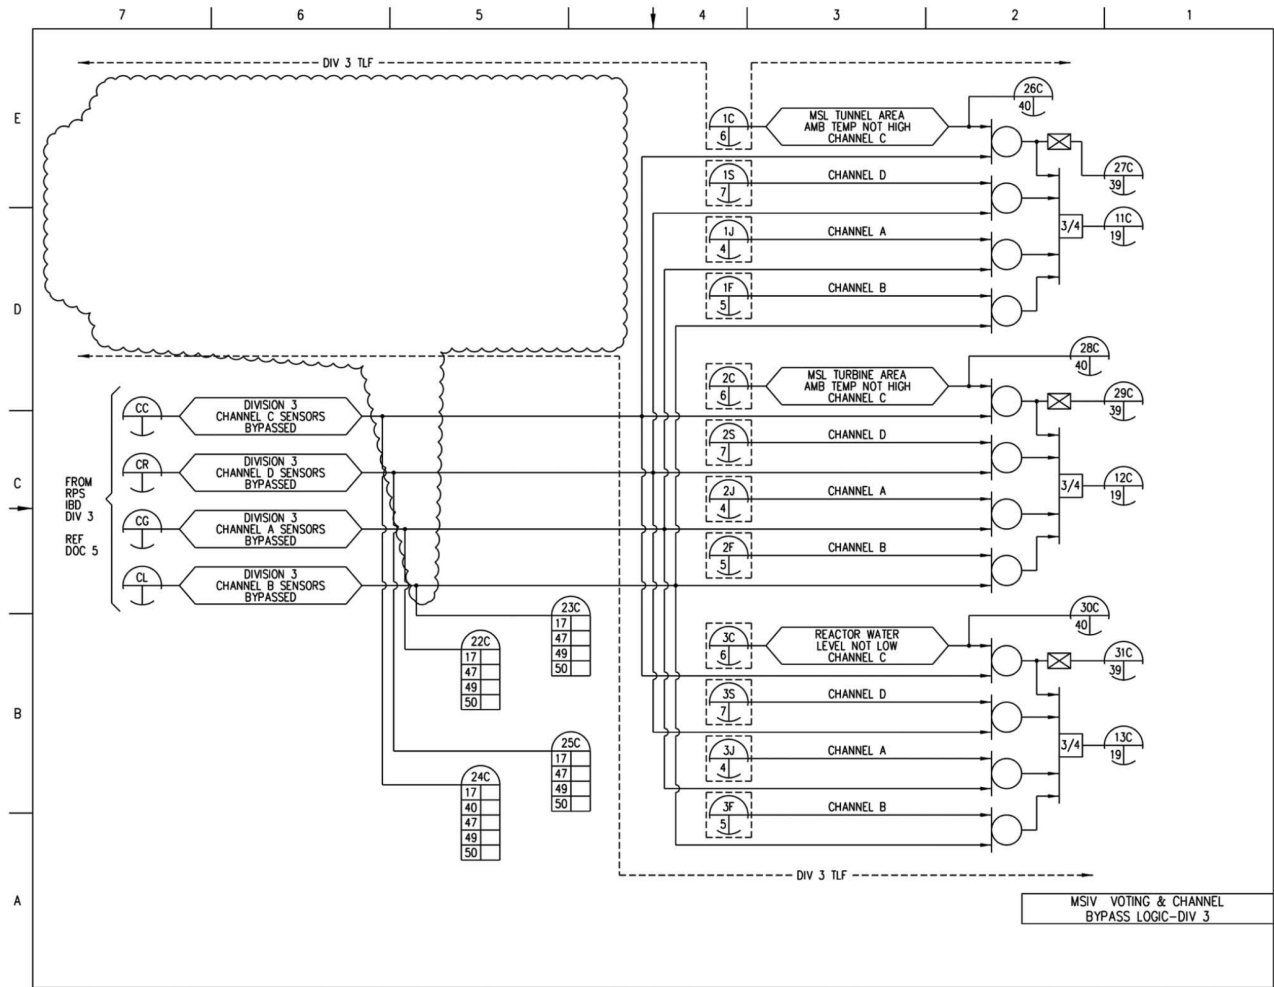 7 6 5 4 3 2 1
E
D
C
B
A
DIV 3 TLF
26C
40
1C
6
MSL TUNNEL AREA
AMB TEMP NOT HIGH
CHANNEL C
27C
39
1S
7
CHANNEL D
11C
19
3/4
1J
4
CHANNEL A
1F
5
CHANNEL B
28C
40
2C
6
MSL TURBINE AREA
AMB TEMP NOT HIGH
CHANNEL C
29C
39
2S
7
CHANNEL D
12C
19
3/4
2J
4
CHANNEL A
2F
5
CHANNEL B
FROM
RPS
IBD
DIV 3
REF
DOC 5
CC
DIVISION 3
CHANNEL C SENSORS
BYPASSED
CR
DIVISION 3
CHANNEL D SENSORS
BYPASSED
CG
DIVISION 3
CHANNEL A SENSORS
BYPASSED
CL
DIVISION 3
CHANNEL B SENSORS
BYPASSED
23C
17
47
49
50
22C
17
47
49
50
25C
17
47
49
50
24C
17
40
47
49
50
30C
40
3C
6
REACTOR WATER
LEVEL NOT LOW
CHANNEL C
31C
39
3S
7
CHANNEL D
13C
19
3/4
3J
4
CHANNEL A
3F
5
CHANNEL B
DIV 3 TLF
MSIV VOTING & CHANNEL
BYPASS LOGIC-DIV 3